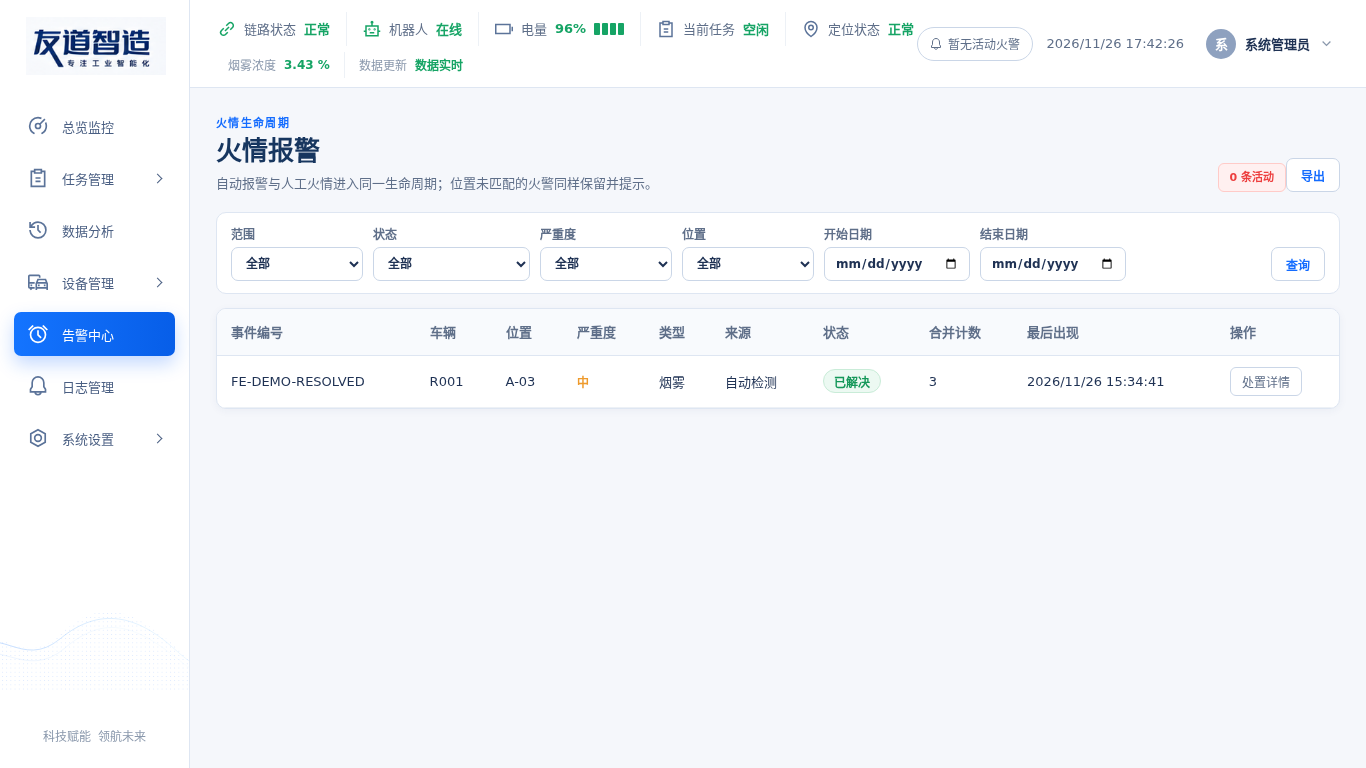 友道智造
专注工业智能化
总览监控
任务管理
数据分析
设备管理
告警中心
日志管理
系统设置
科技赋能 领航未来
链路状态 正常
机器人 在线
电量 96%
当前任务 空闲
定位状态 正常
烟雾浓度 3.43 %
数据更新 数据实时
暂无活动火警
2026/11/26 17:42:26
系 系统管理员
火情生命周期
火情报警
自动报警与人工火情进入同一生命周期；位置未匹配的火警同样保留并提示。
0 条活动
导出
范围 状态 严重度 位置 开始日期 结束日期
全部 全部 全部 全部 mm/dd/yyyy mm/dd/yyyy 查询
事件编号 车辆 位置 严重度 类型 来源 状态 合并计数 最后出现 操作
FE-DEMO-RESOLVED R001 A-03 中 烟雾 自动检测 已解决 3 2026/11/26 15:34:41 处置详情